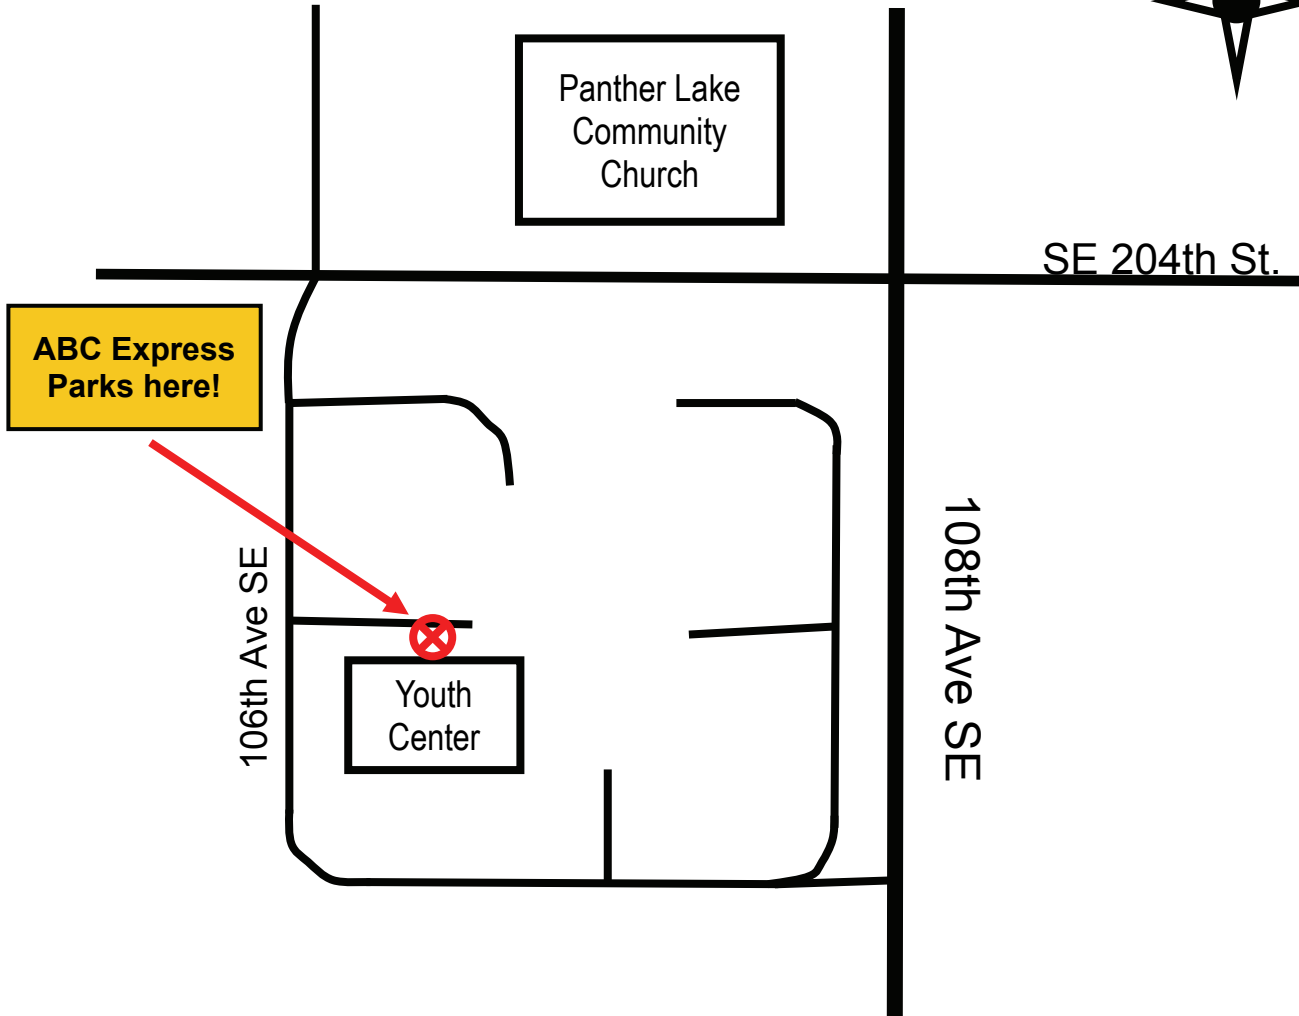 Panther Lake
Community
Church
SE 204th St.
ABC Express
Parks here!
106th Ave SE
108th Ave SE
Youth
Center